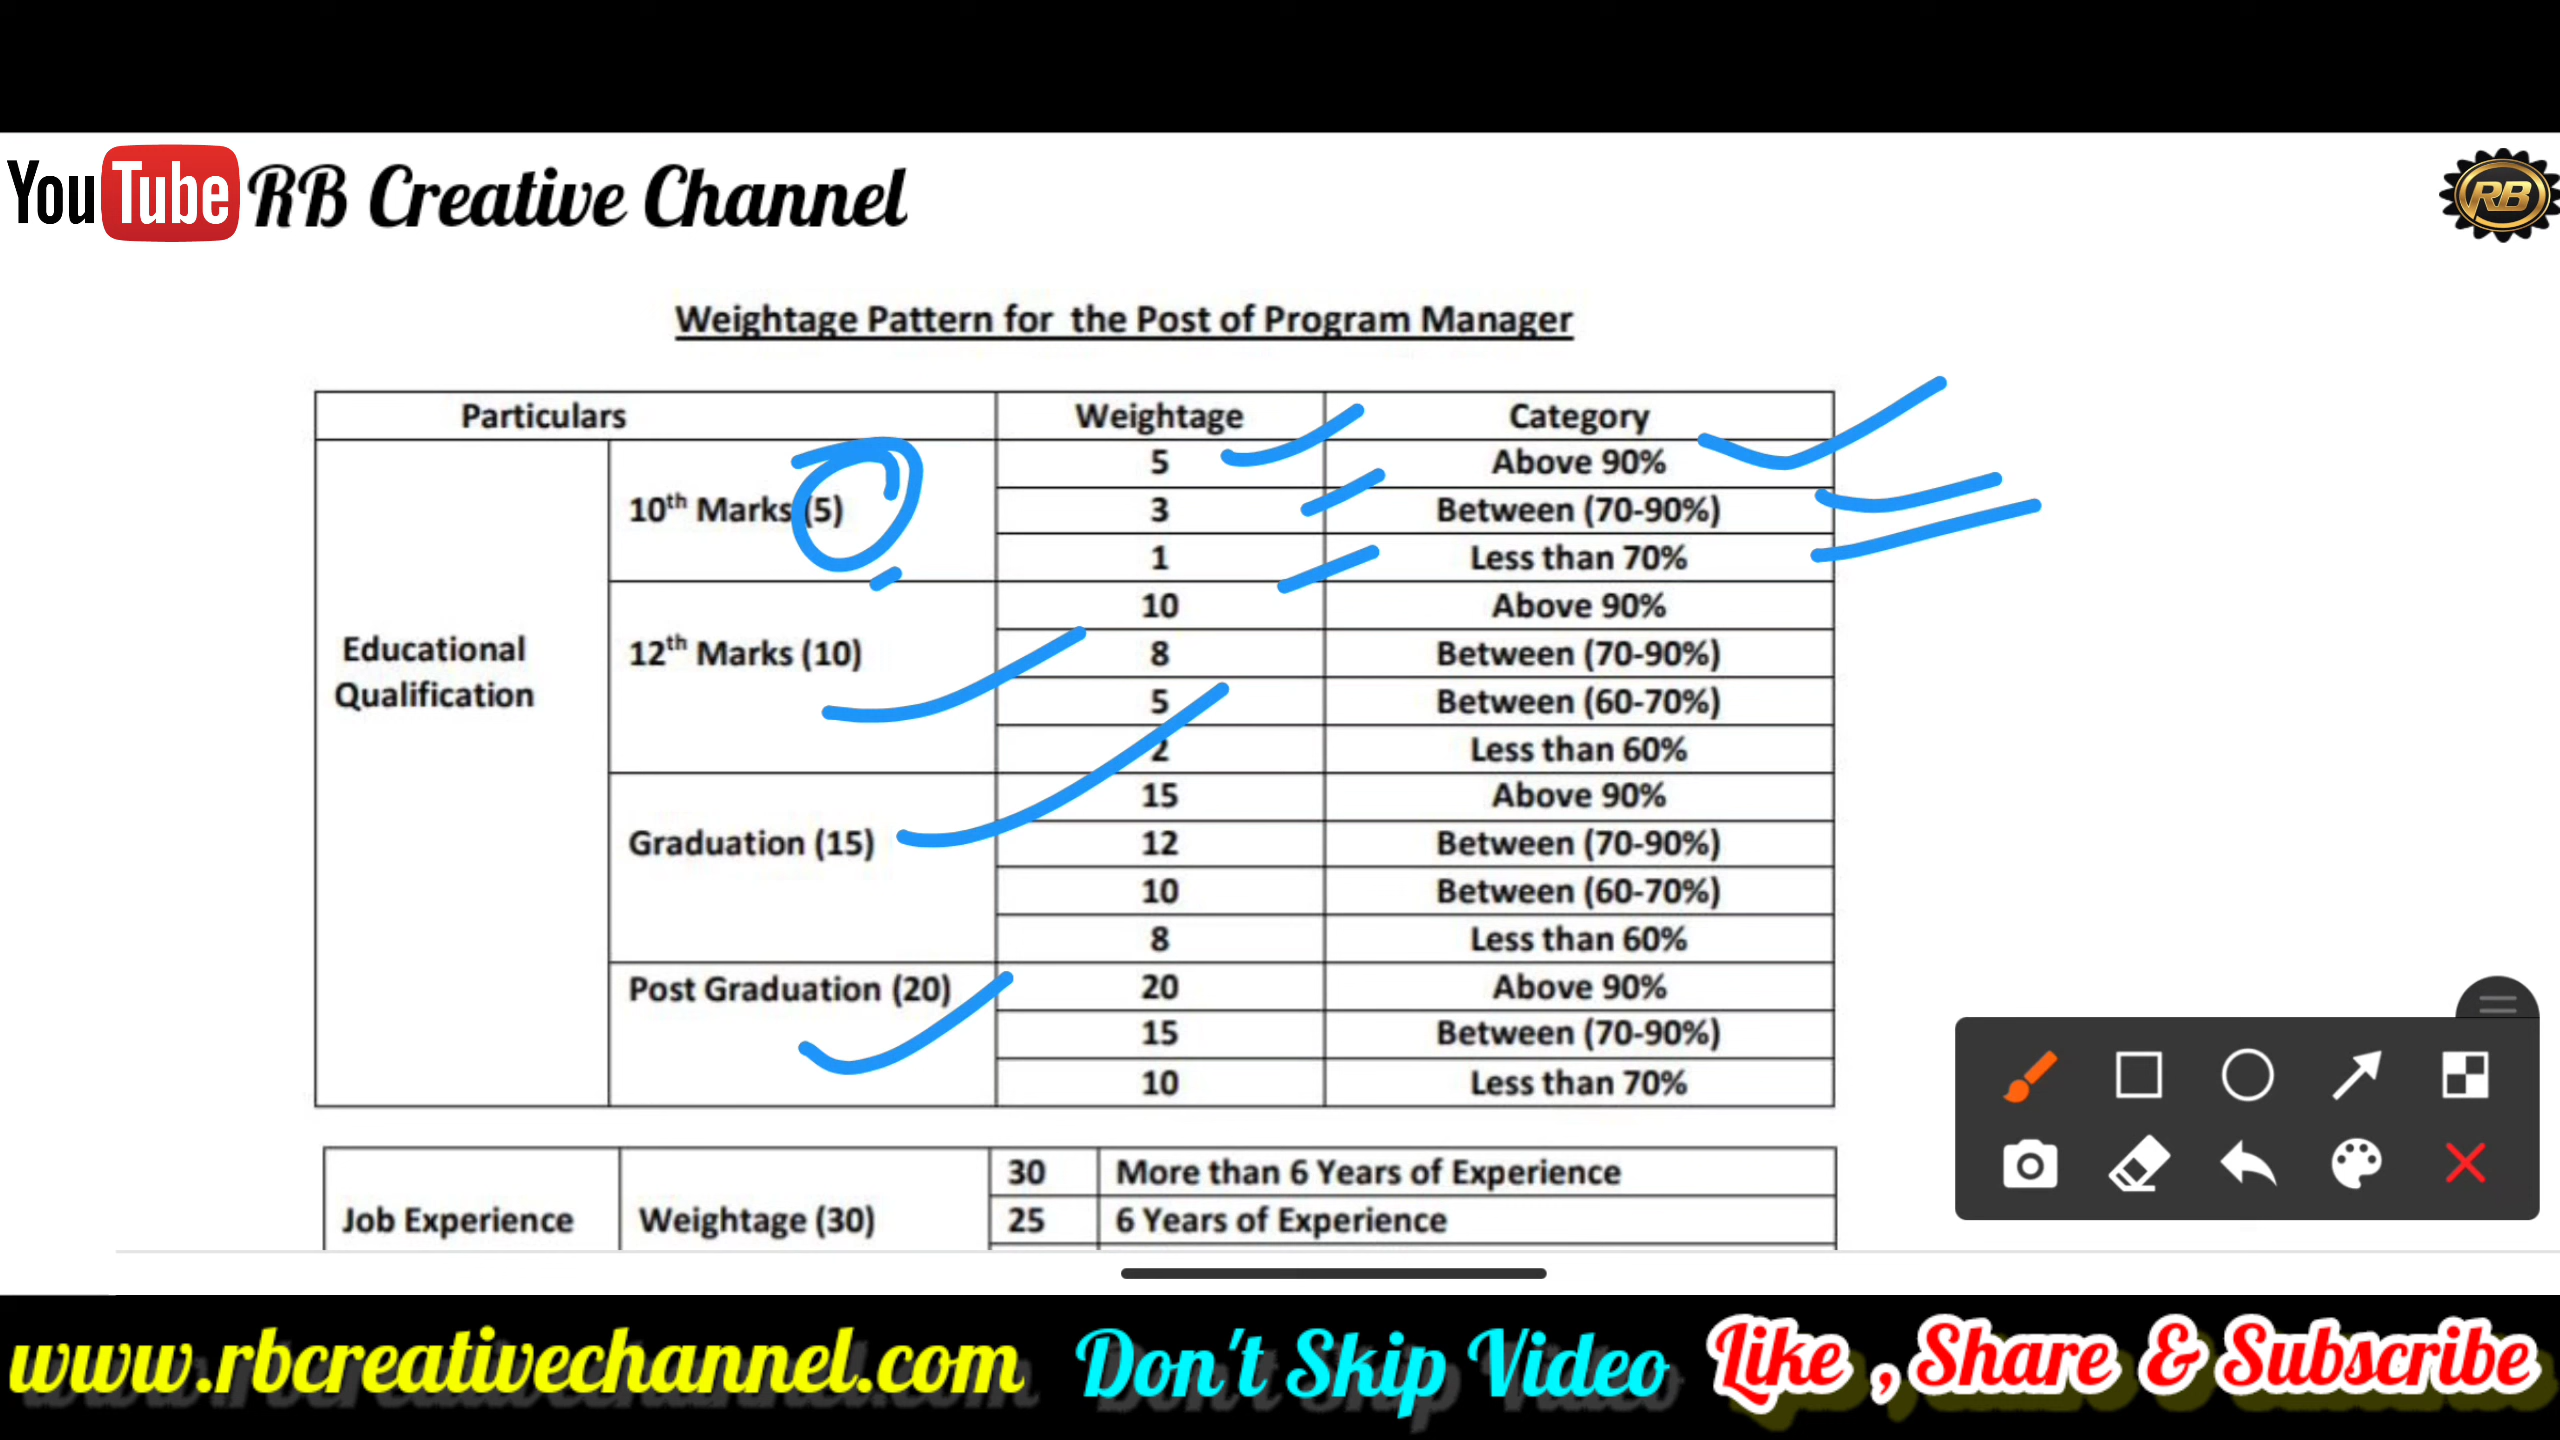 YouTube RB Creative Channel
RB
Weightage Pattern for the Post of Program Manager
Particulars Weightage Category
Educational Qualification
10th Marks (5) 5 Above 90%
3 Between (70-90%)
1 Less than 70%
12th Marks (10) 10 Above 90%
8 Between (70-90%)
5 Between (60-70%)
2 Less than 60%
Graduation (15) 15 Above 90%
12 Between (70-90%)
10 Between (60-70%)
8 Less than 60%
Post Graduation (20) 20 Above 90%
15 Between (70-90%)
10 Less than 70%
Job Experience Weightage (30) 30 More than 6 Years of Experience
25 6 Years of Experience
www.rbcreativechannel.com Don't Skip Video Like , Share & Subscribe